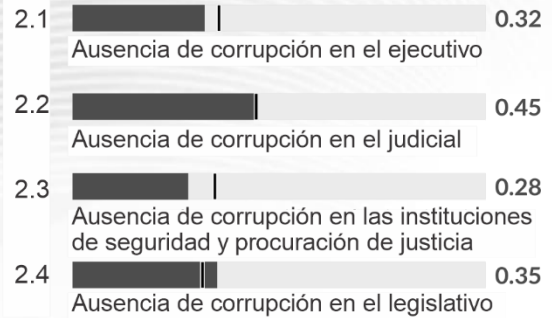 2.1 0.32
Ausencia de corrupción en el ejecutivo
2.2 0.45
Ausencia de corrupción en el judicial
2.3 0.28
Ausencia de corrupción en las instituciones
de seguridad y procuración de justicia
2.4 0.35
Ausencia de corrupción en el legislativo